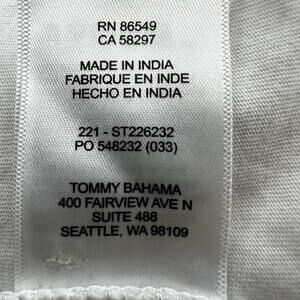 RN 86549
CA 58297
MADE IN INDIA
FABRIQUE EN INDE
HECHO EN INDIA
221 - ST226232
PO 548232 (033)
TOMMY BAHAMA
400 FAIRVIEW AVE N
SUITE 488
SEATTLE, WA 98109